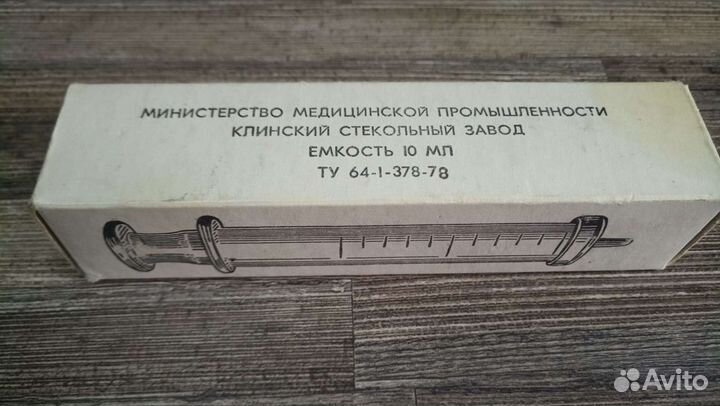 МИНИСТЕРСТВО МЕДИЦИНСКОЙ ПРОМЫШЛЕННОСТИ
КЛИНСКИЙ СТЕКОЛЬНЫЙ ЗАВОД
ЕМКОСТЬ 10 МЛ
ТУ 64-1-378-78
Avito